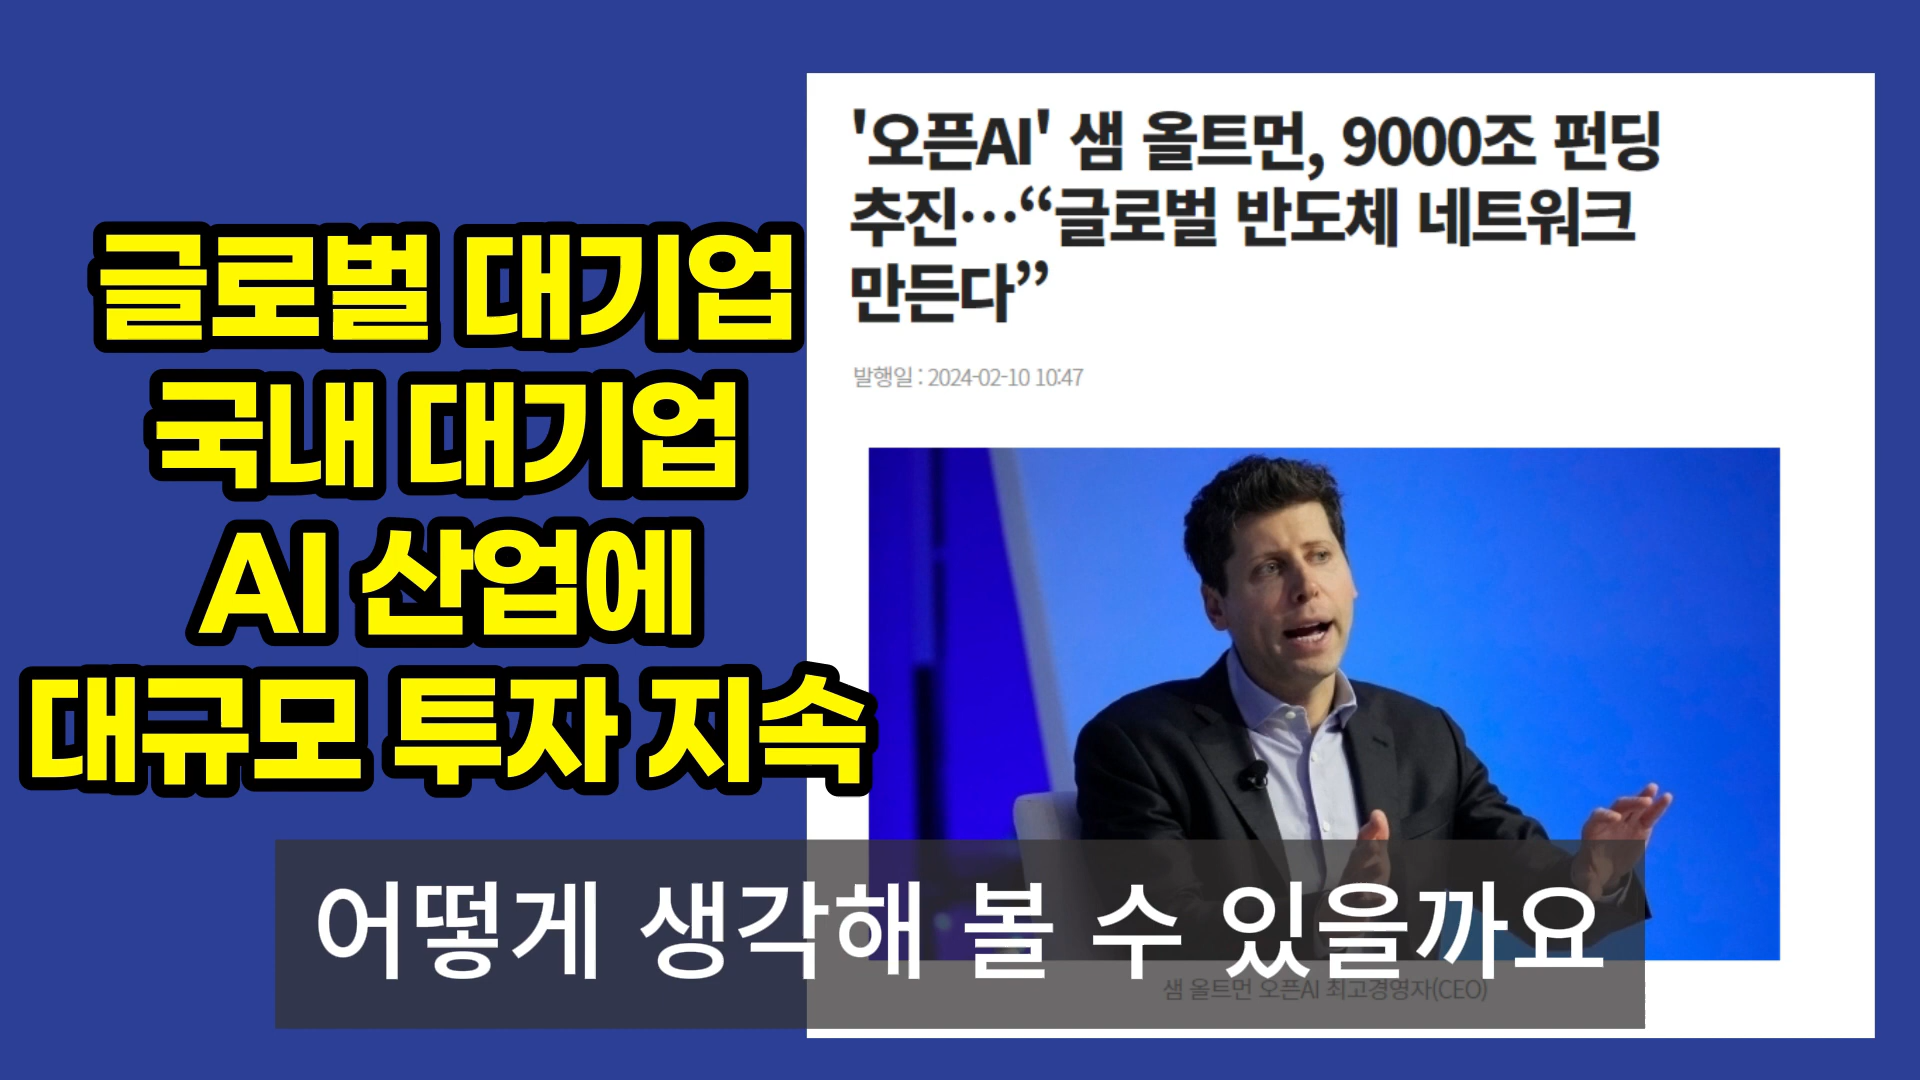 글로벌 대기업
국내 대기업
AI 산업에
대규모 투자 지속
'오픈AI' 샘 올트먼, 9000조 펀딩
추진…“글로벌 반도체 네트워크
만든다”
발행일 : 2024-02-10 10:47
샘 올트먼 오픈AI 최고경영자(CEO)
어떻게 생각해 볼 수 있을까요